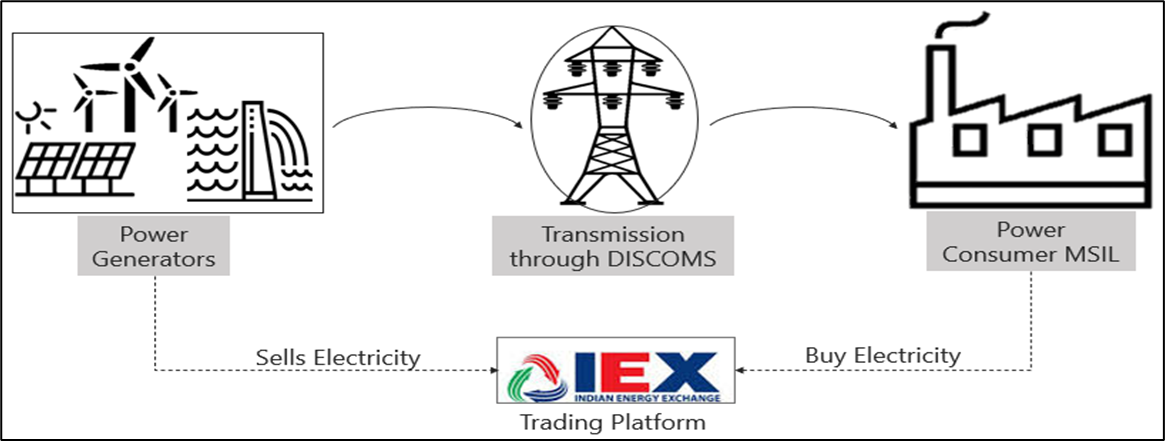 Power
Generators
Transmission
through DISCOMS
Power
Consumer MSIL
Sells Electricity
IEX
INDIAN ENERGY EXCHANGE
Buy Electricity
Trading Platform